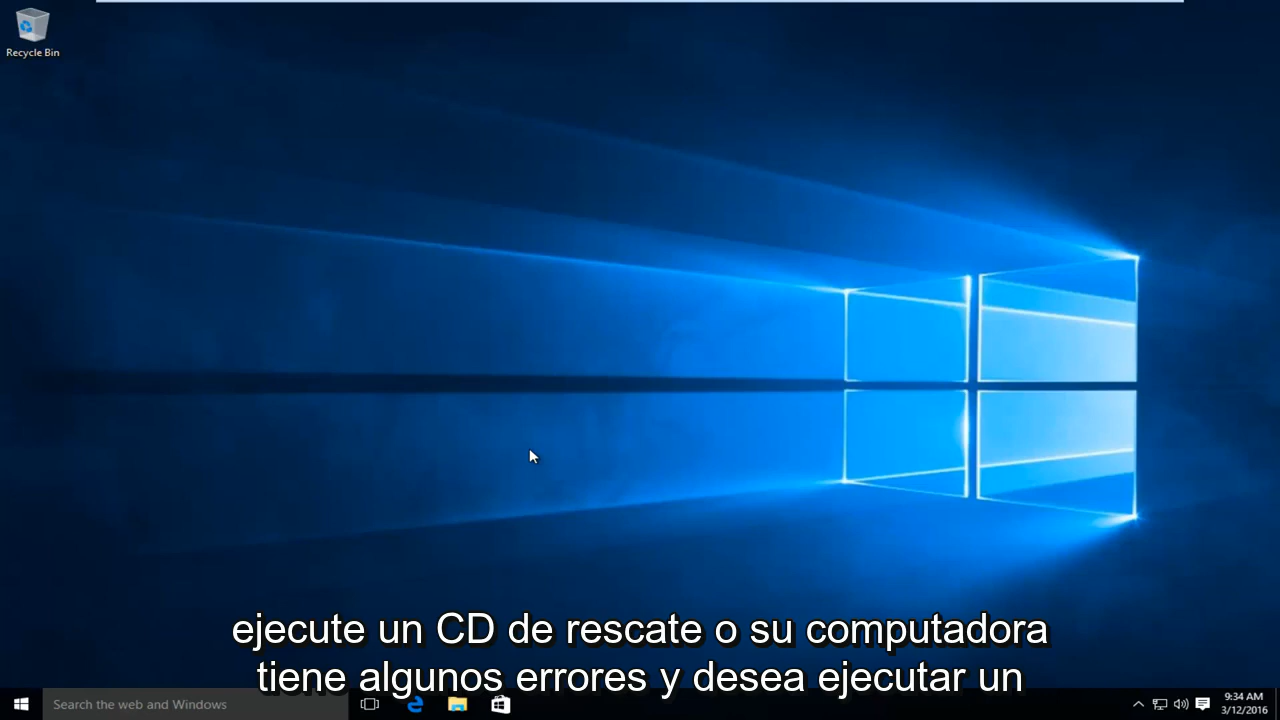 Recycle Bin
ejecute un CD de rescate o su computadora
tiene algunos errores y desea ejecutar un
Search the web and Windows
9:34 AM
3/12/2016